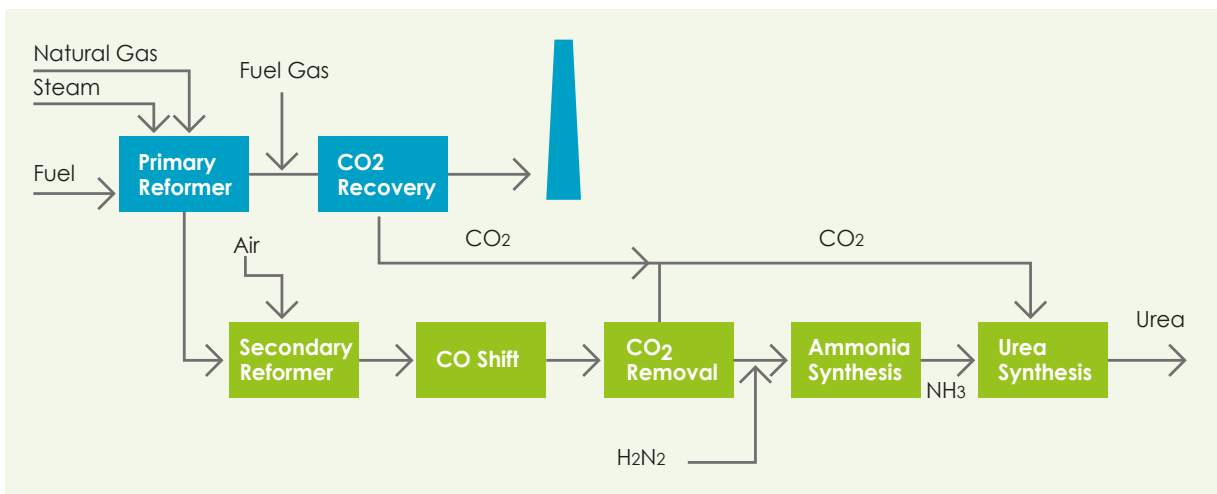 Natural Gas
Steam
Fuel Gas
Fuel
Primary
Reformer
CO2
Recovery
Air
CO2
CO2
Secondary
Reformer
CO Shift
CO2
Removal
Ammonia
Synthesis
NH3
Urea
Synthesis
Urea
H2N2